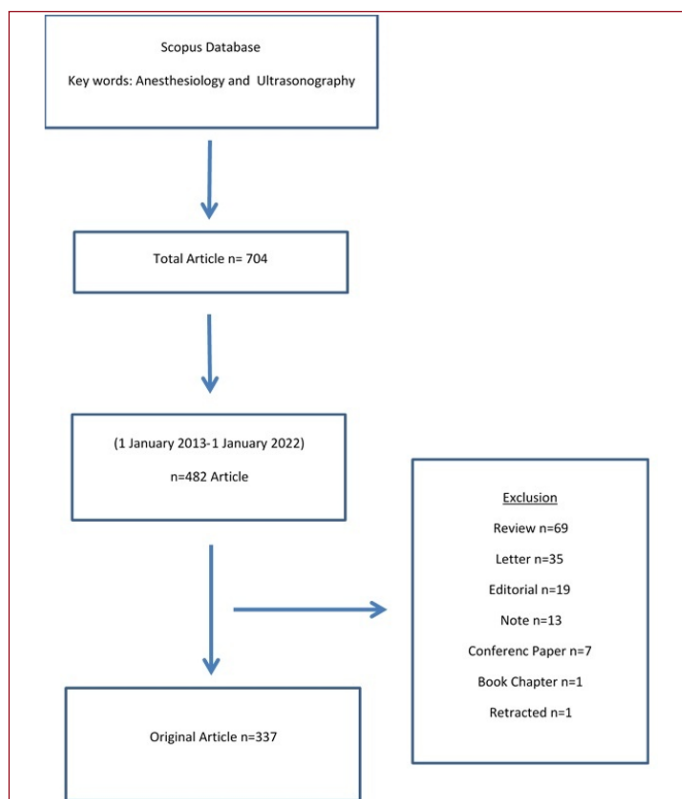 Scopus Database
Key words: Anesthesiology and Ultrasonography
Total Article n= 704
(1 January 2013-1 January 2022)
n=482 Article
Exclusion
Review n=69
Letter n=35
Editorial n=19
Note n=13
Conferenc Paper n=7
Book Chapter n=1
Retracted n=1
Original Article n=337